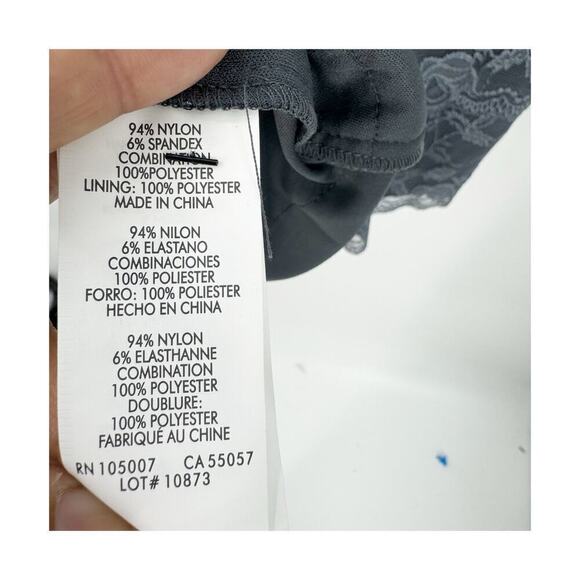 94% NYLON
6% SPANDEX
COMBINATION
100%POLYESTER
LINING: 100% POLYESTER
MADE IN CHINA
94% NILON
6% ELASTANO
COMBINACIONES
100% POLIESTER
FORRO: 100% POLIESTER
HECHO EN CHINA
94% NYLON
6% ELASTHANNE
COMBINATION
100% POLYESTER
DOUBLURE:
100% POLYESTER
FABRIQUÉ AU CHINE
RN 105007 CA 55057
LOT# 10873